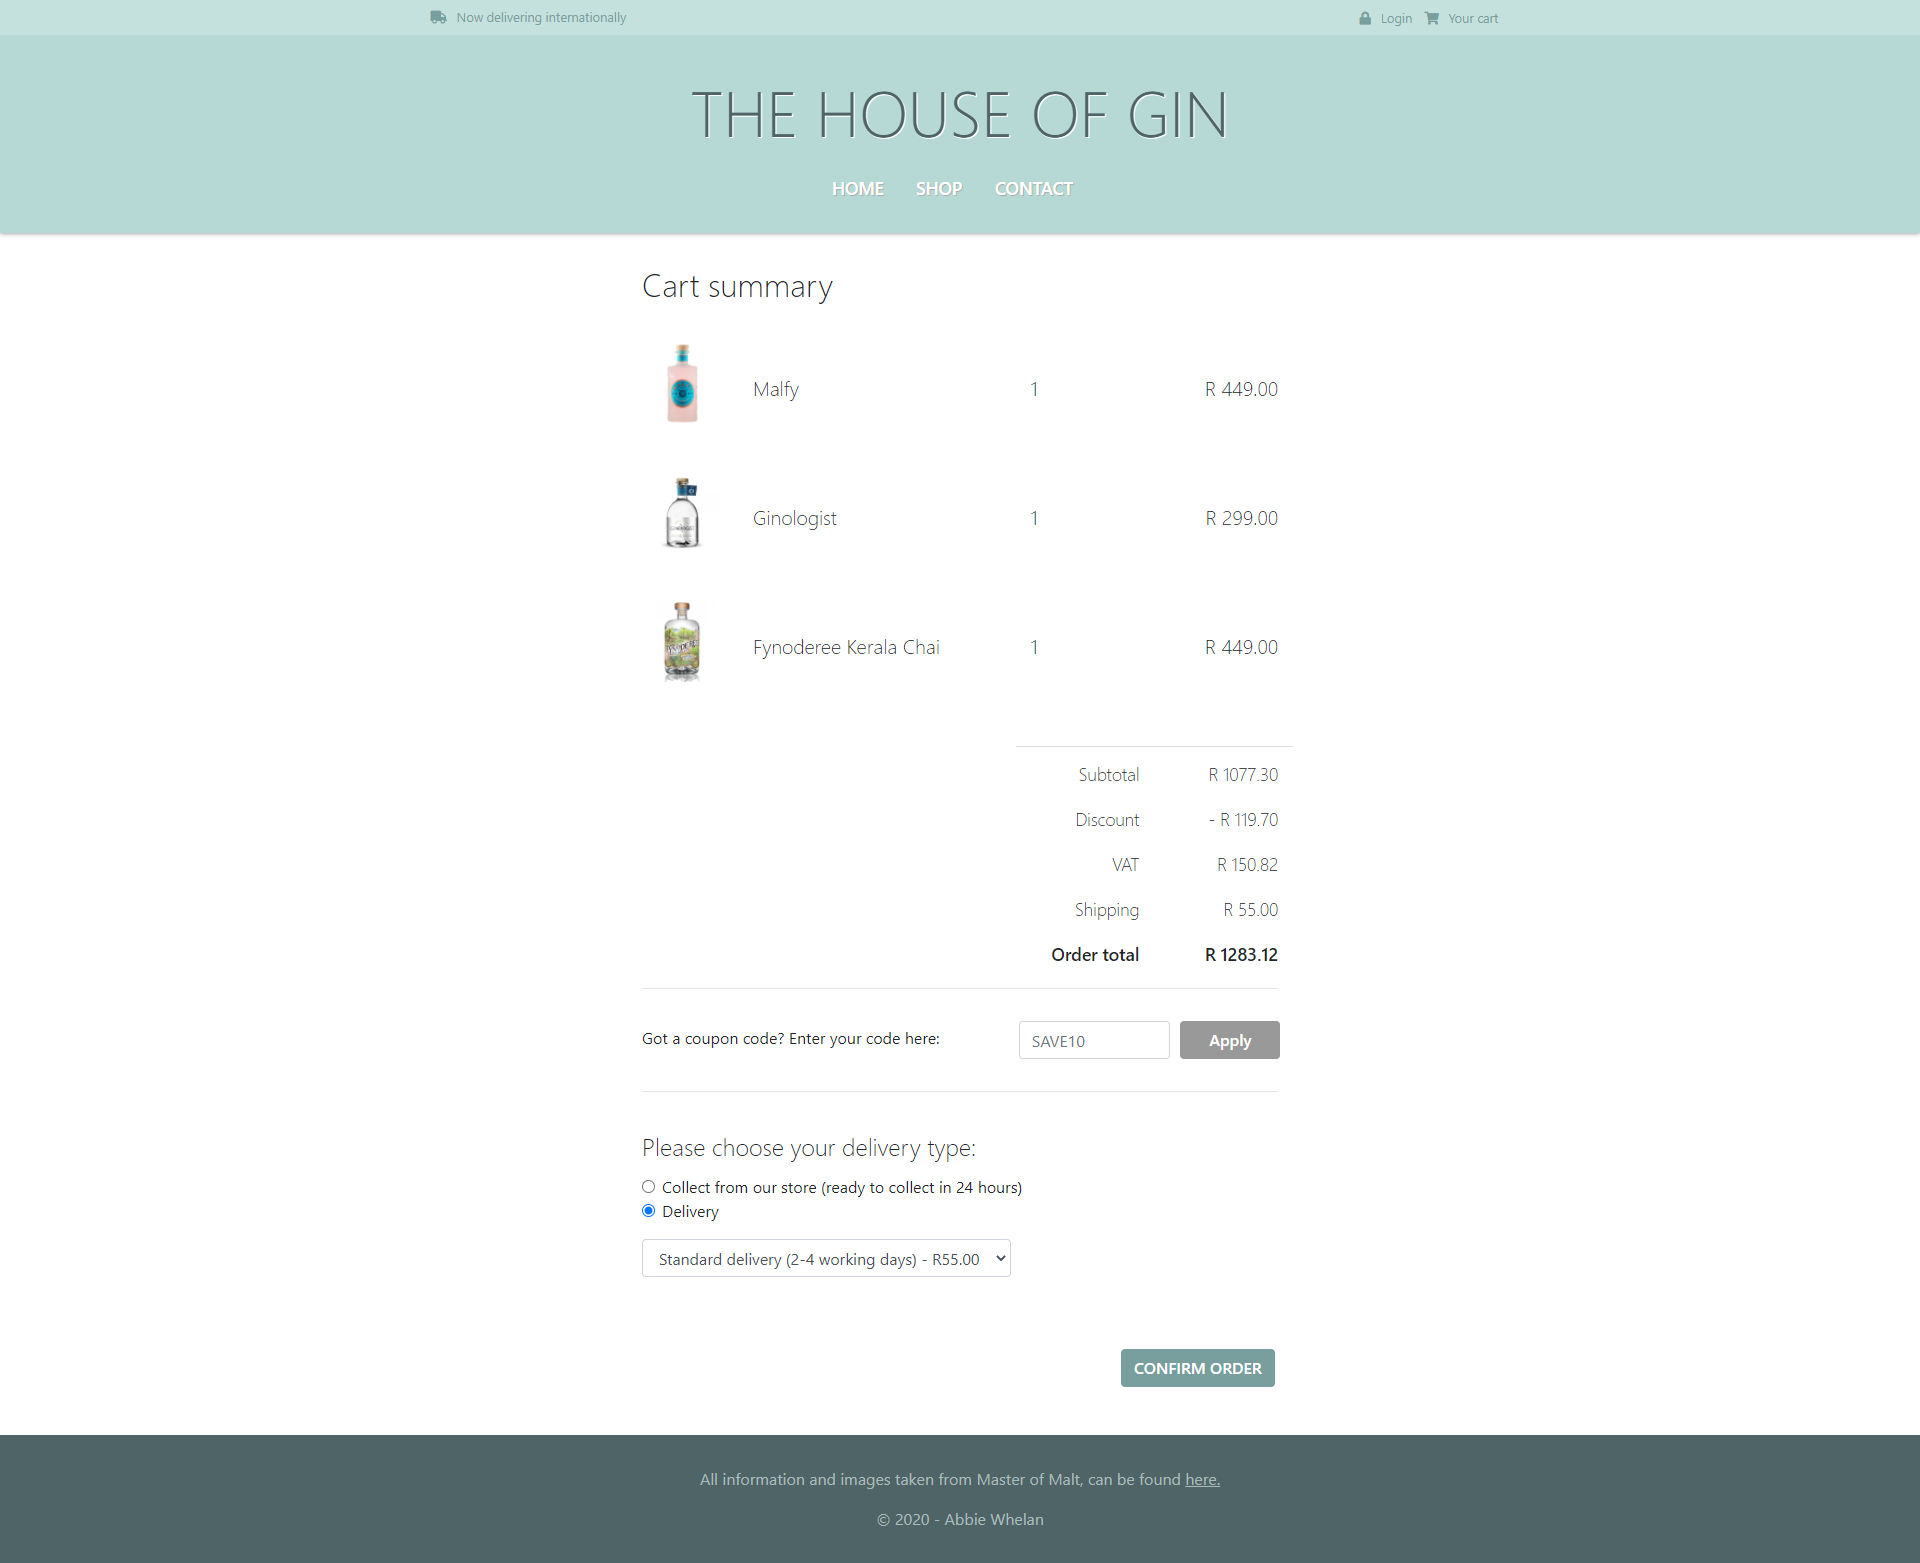 Now delivering internationally
Login Your cart
THE HOUSE OF GIN
HOME SHOP CONTACT
Cart summary
Malfy 1 R 449.00
Ginologist 1 R 299.00
Fynoderee Kerala Chai 1 R 449.00
Subtotal R 1077.30
Discount - R 119.70
VAT R 150.82
Shipping R 55.00
Order total R 1283.12
Got a coupon code? Enter your code here: SAVE10 Apply
Please choose your delivery type:
Collect from our store (ready to collect in 24 hours)
Delivery
Standard delivery (2-4 working days) - R55.00
CONFIRM ORDER
All information and images taken from Master of Malt, can be found here.
© 2020 - Abbie Whelan